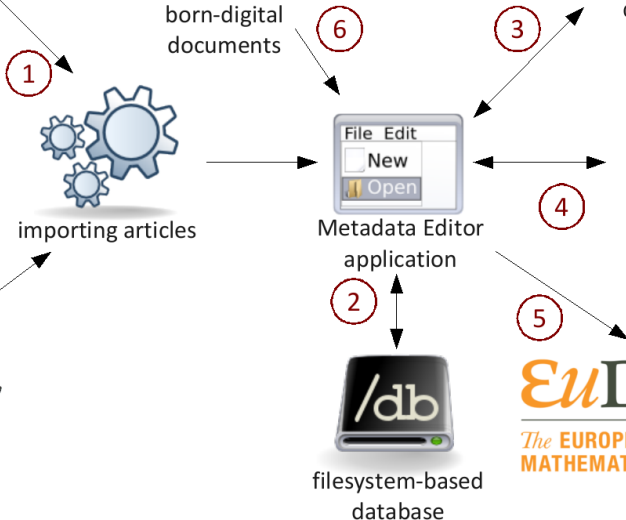 born-digital
documents
6
3
1
File Edit
New
Open
4
importing articles
Metadata Editor
application
2
5
/db
The EUROP
MATHEMAT
filesystem-based
database